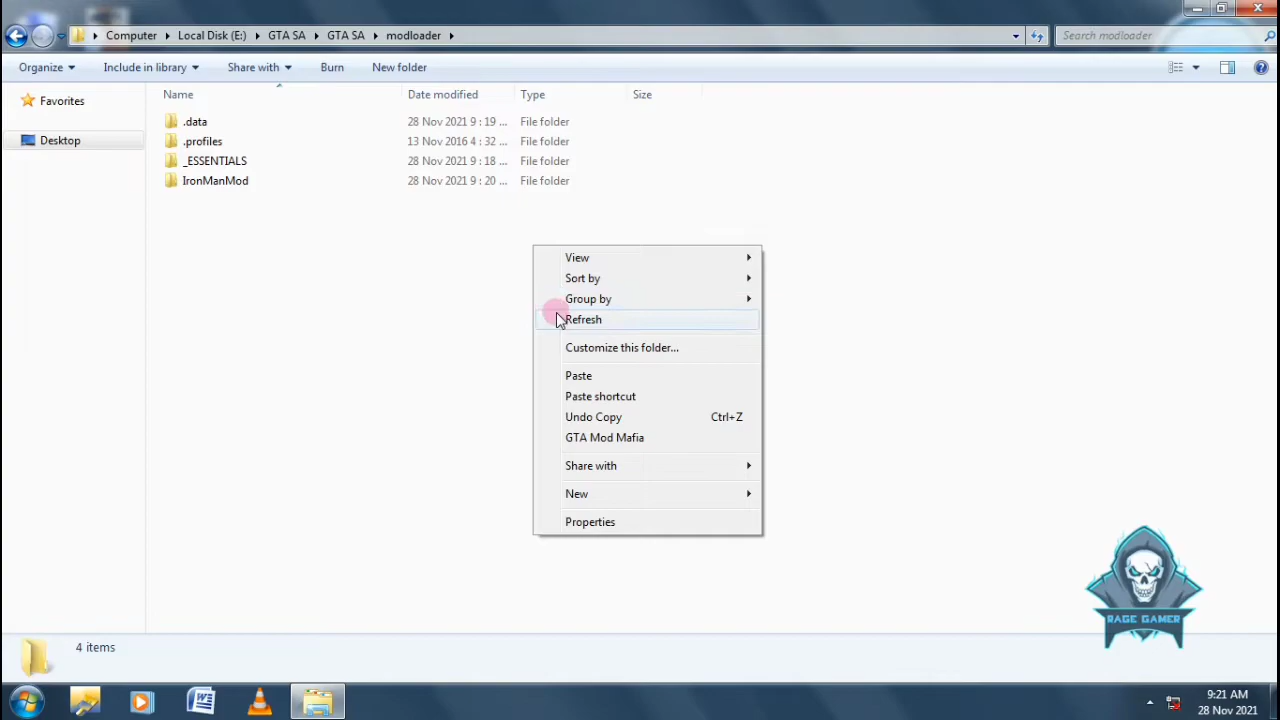 Computer Local Disk (E:) GTA SA GTA SA modloader
Search modloader
Organize Include in library Share with Burn New folder
Name Date modified Type Size
Favorites
Desktop
.data 28 Nov 2021 9 : 19 ... File folder
.profiles 13 Nov 2016 4 : 32 ... File folder
_ESSENTIALS 28 Nov 2021 9 : 18 ... File folder
IronManMod 28 Nov 2021 9 : 20 ... File folder
View
Sort by
Group by
Refresh
Customize this folder...
Paste
Paste shortcut
Undo Copy Ctrl+Z
GTA Mod Mafia
Share with
New
Properties
RAGE GAMER
4 items
9:21 AM
28 Nov 2021